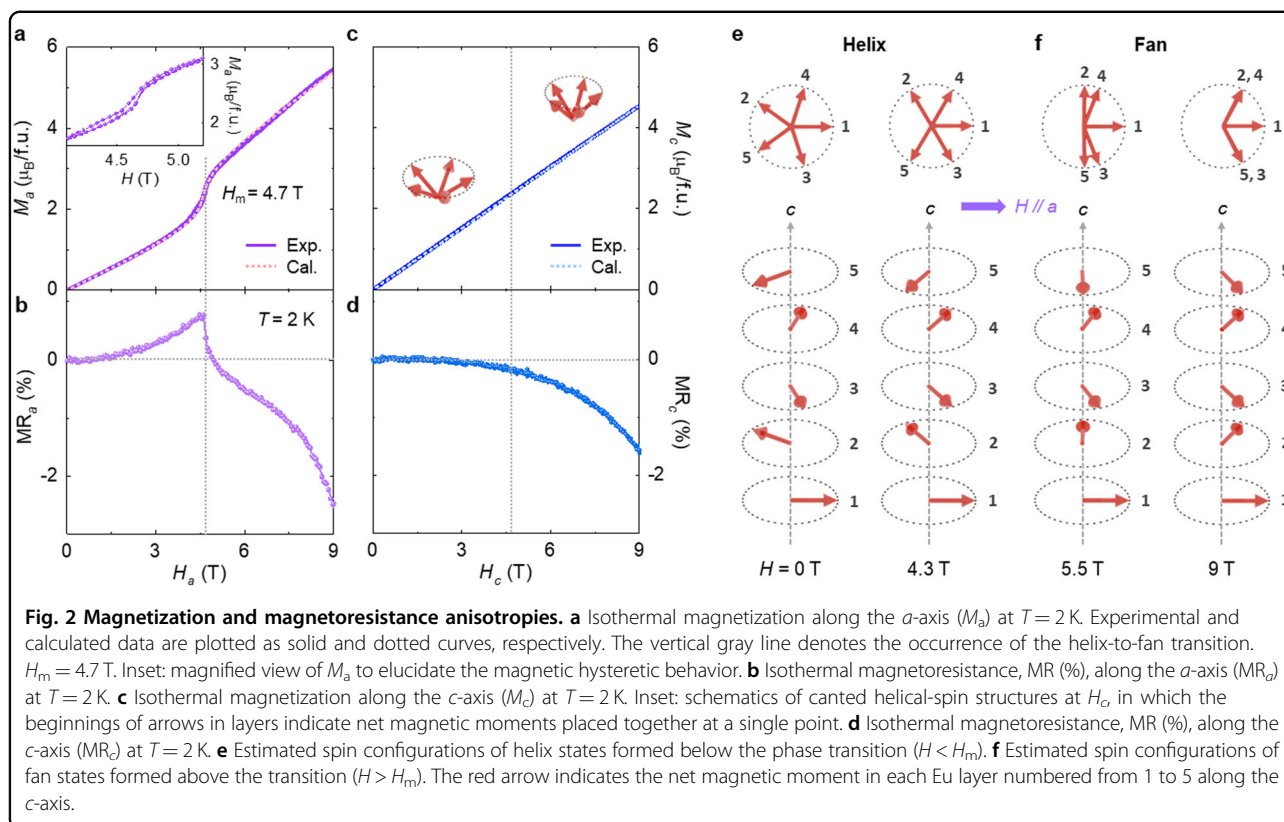 a
6
4
2
0
M_a (μ_B/f.u.)
3
2
M_a (μ_B/f.u.)
4.5 5.0
H (T)
H_m = 4.7 T
Exp.
Cal.
b
T = 2 K
0
-2
MR_a (%)
0 3 6 9
H_a (T)
c
6
4
2
0
M_c (μ_B/f.u.)
Exp.
Cal.
d
0
-2
MR_c (%)
0 3 6 9
H_c (T)
e Helix
4
2
1
5
3
2 4
1
5 3
f Fan
2 4
1
5 3
2, 4
1
5, 3
H // a
c c c c
5 5 5 5
4 4 4 4
3 3 3 3
2 2 2 2
1 1 1 1
H = 0 T 4.3 T 5.5 T 9 T
Fig. 2 Magnetization and magnetoresistance anisotropies. a Isothermal magnetization along the a-axis (M_a) at T = 2 K. Experimental and
calculated data are plotted as solid and dotted curves, respectively. The vertical gray line denotes the occurrence of the helix-to-fan transition.
H_m = 4.7 T. Inset: magnified view of M_a to elucidate the magnetic hysteretic behavior. b Isothermal magnetoresistance, MR (%), along the a-axis (MR_a)
at T = 2 K. c Isothermal magnetization along the c-axis (M_c) at T = 2 K. Inset: schematics of canted helical-spin structures at H_c, in which the
beginnings of arrows in layers indicate net magnetic moments placed together at a single point. d Isothermal magnetoresistance, MR (%), along the
c-axis (MR_c) at T = 2 K. e Estimated spin configurations of helix states formed below the phase transition (H < H_m). f Estimated spin configurations of
fan states formed above the transition (H > H_m). The red arrow indicates the net magnetic moment in each Eu layer numbered from 1 to 5 along the
c-axis.